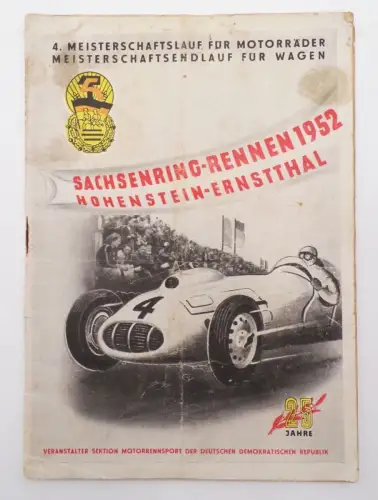 4. MEISTERSCHAFTSLAUF FÜR MOTORRÄDER
MEISTERSCHAFTSENDLAUF FÜR WAGEN
SACHSENRING-RENNEN 1952
HOHENSTEIN-ERNSTTHAL
4
25
JAHRE
VERANSTALTER SEKTION MOTORRENNSPORT DER DEUTSCHEN DEMOKRATISCHEN REPUBLIK